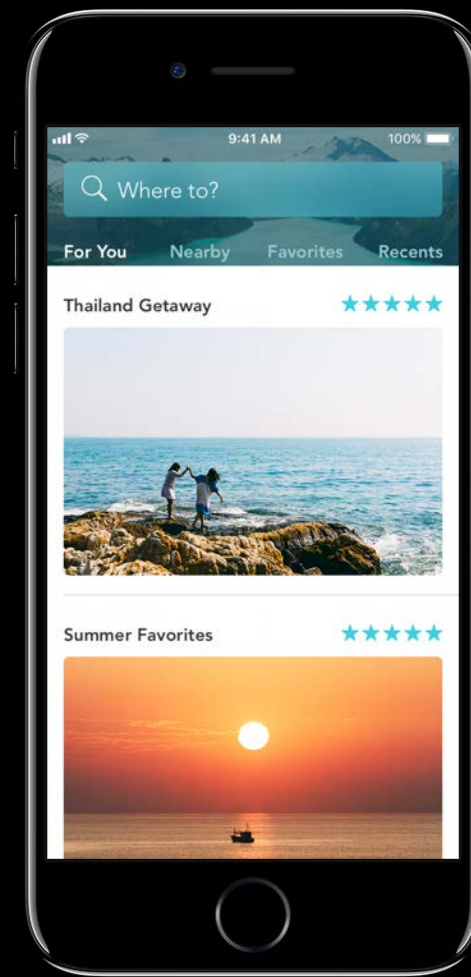 9:41 AM 100%
Where to?
For You Nearby Favorites Recents
Thailand Getaway
Summer Favorites